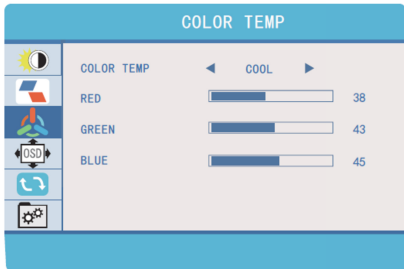 COLOR TEMP
COLOR TEMP COOL
RED 38
GREEN 43
OSD
BLUE 45